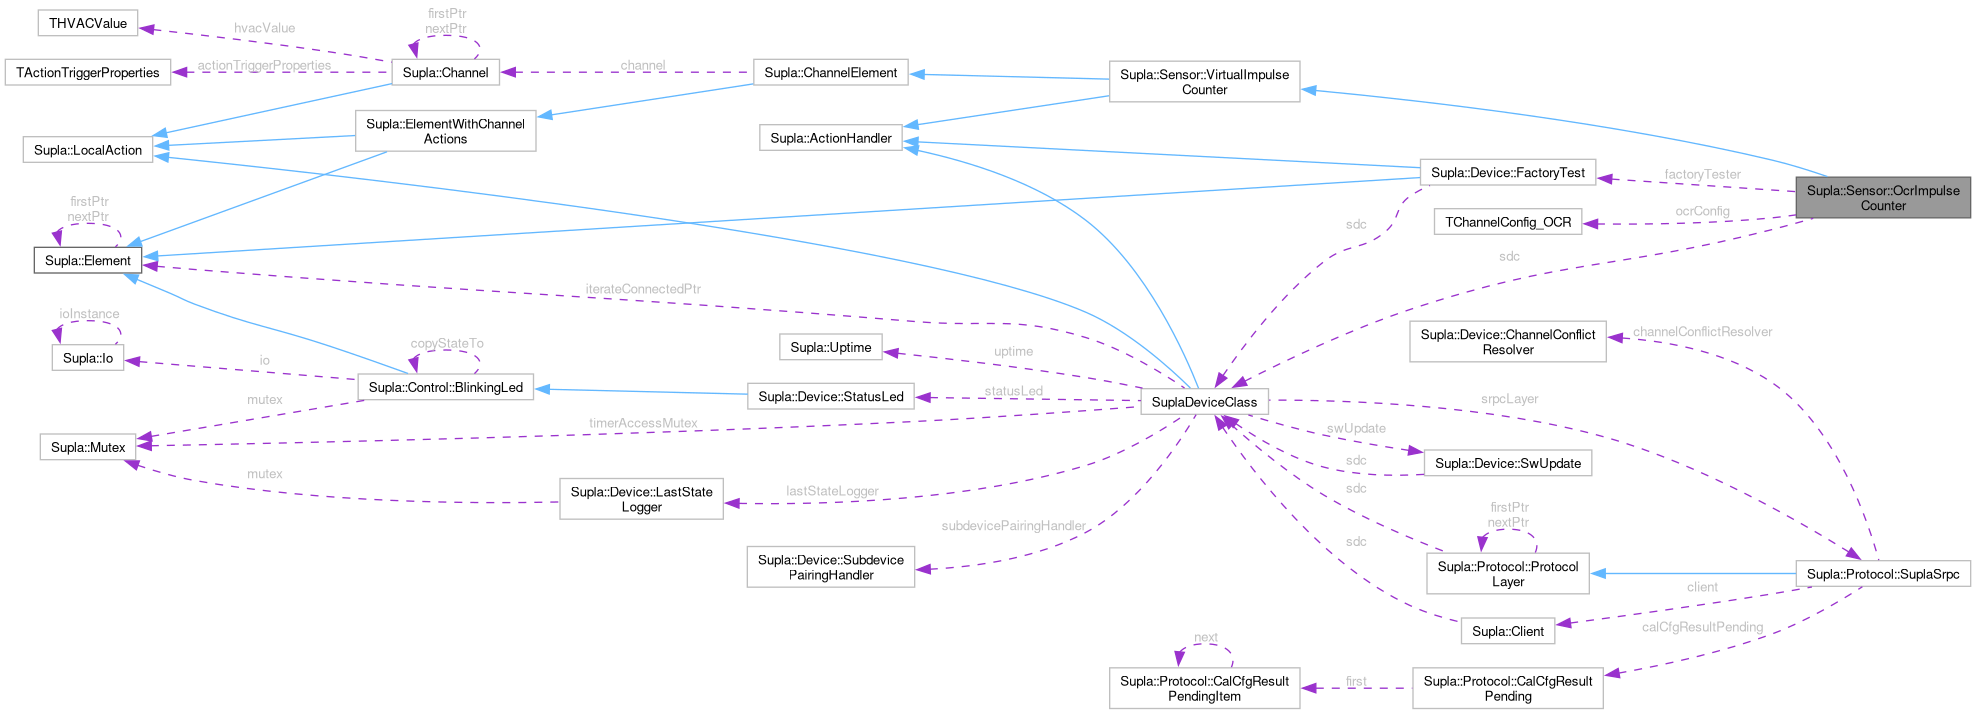 THVACValue
hvacValue
firstPtr
nextPtr
TActionTriggerProperties
actionTriggerProperties
Supla::Channel
channel
Supla::ChannelElement
Supla::Sensor::VirtualImpulse
Counter
Supla::ElementWithChannel
Actions
Supla::LocalAction
Supla::ActionHandler
Supla::Device::FactoryTest
factoryTester
Supla::Sensor::OcrImpulse
Counter
firstPtr
nextPtr
sdc
TChannelConfig_OCR
ocrConfig
Supla::Element
sdc
iterateConnectedPtr
ioInstance
Supla::Io
io
copyStateTo
Supla::Uptime
uptime
Supla::Device::ChannelConflict
Resolver
channelConflictResolver
Supla::Control::BlinkingLed
mutex
Supla::Device::StatusLed
statusLed
SuplaDeviceClass
srpcLayer
timerAccessMutex
swUpdate
Supla::Mutex
mutex
sdc
Supla::Device::SwUpdate
Supla::Device::LastState
Logger
lastStateLogger
sdc
firstPtr
nextPtr
subdevicePairingHandler
sdc
Supla::Device::Subdevice
PairingHandler
Supla::Protocol::Protocol
Layer
Supla::Protocol::SuplaSrpc
client
Supla::Client
calCfgResultPending
next
Supla::Protocol::CalCfgResult
PendingItem
first
Supla::Protocol::CalCfgResult
Pending